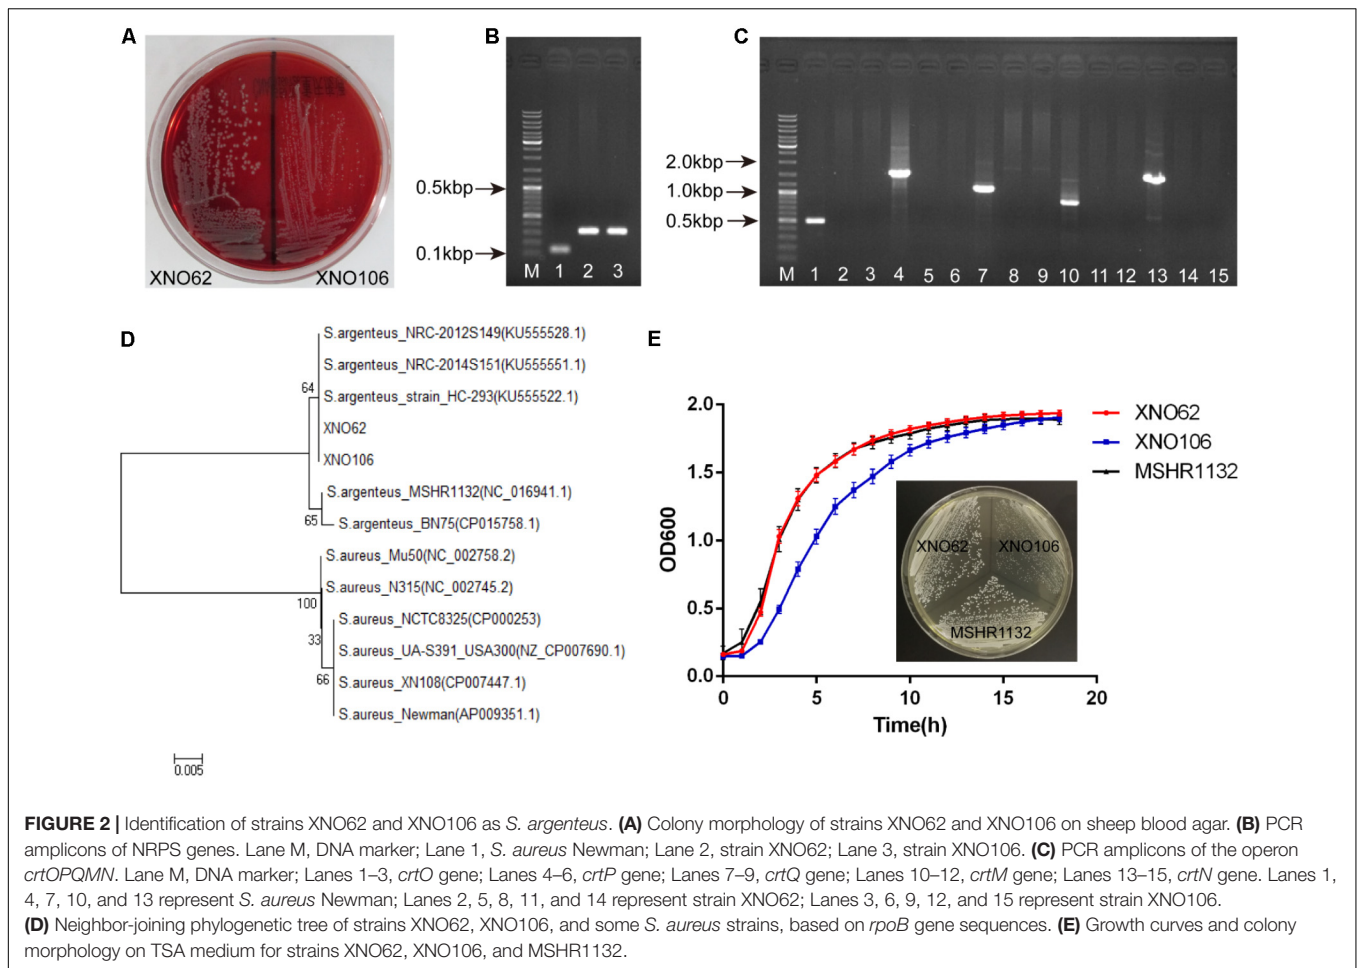 A
XNO62
XNO106
B
0.5kbp
0.1kbp
M 1 2 3
C
2.0kbp
1.0kbp
0.5kbp
M 1 2 3 4 5 6 7 8 9 10 11 12 13 14 15
D
S.argenteus_NRC-2012S149(KU555528.1)
S.argenteus_NRC-2014S151(KU555551.1)
64
S.argenteus_strain_HC-293(KU555522.1)
XNO62
XNO106
S.argenteus_MSHR1132(NC_016941.1)
65
S.argenteus_BN75(CP015758.1)
S.aureus_Mu50(NC_002758.2)
S.aureus_N315(NC_002745.2)
100
S.aureus_NCTC8325(CP000253)
33
S.aureus_UA-S391_USA300(NZ_CP007690.1)
66
S.aureus_XN108(CP007447.1)
S.aureus_Newman(AP009351.1)
0.005
E
2.0
1.5
1.0
0.5
0.0
OD600
0 5 10 15 20
Time(h)
XNO62
XNO106
MSHR1132
XNO62
XNO106
MSHR1132
FIGURE 2 | Identification of strains XNO62 and XNO106 as S. argenteus. (A) Colony morphology of strains XNO62 and XNO106 on sheep blood agar. (B) PCR
amplicons of NRPS genes. Lane M, DNA marker; Lane 1, S. aureus Newman; Lane 2, strain XNO62; Lane 3, strain XNO106. (C) PCR amplicons of the operon
crtOPQMN. Lane M, DNA marker; Lanes 1–3, crtO gene; Lanes 4–6, crtP gene; Lanes 7–9, crtQ gene; Lanes 10–12, crtM gene; Lanes 13–15, crtN gene. Lanes 1,
4, 7, 10, and 13 represent S. aureus Newman; Lanes 2, 5, 8, 11, and 14 represent strain XNO62; Lanes 3, 6, 9, 12, and 15 represent strain XNO106.
(D) Neighbor-joining phylogenetic tree of strains XNO62, XNO106, and some S. aureus strains, based on rpoB gene sequences. (E) Growth curves and colony
morphology on TSA medium for strains XNO62, XNO106, and MSHR1132.